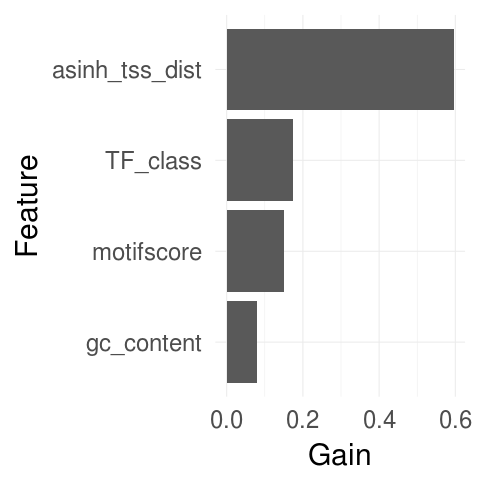 Feature
asinh_tss_dist
TF_class
motifscore
gc_content
0.0 0.2 0.4 0.6
Gain